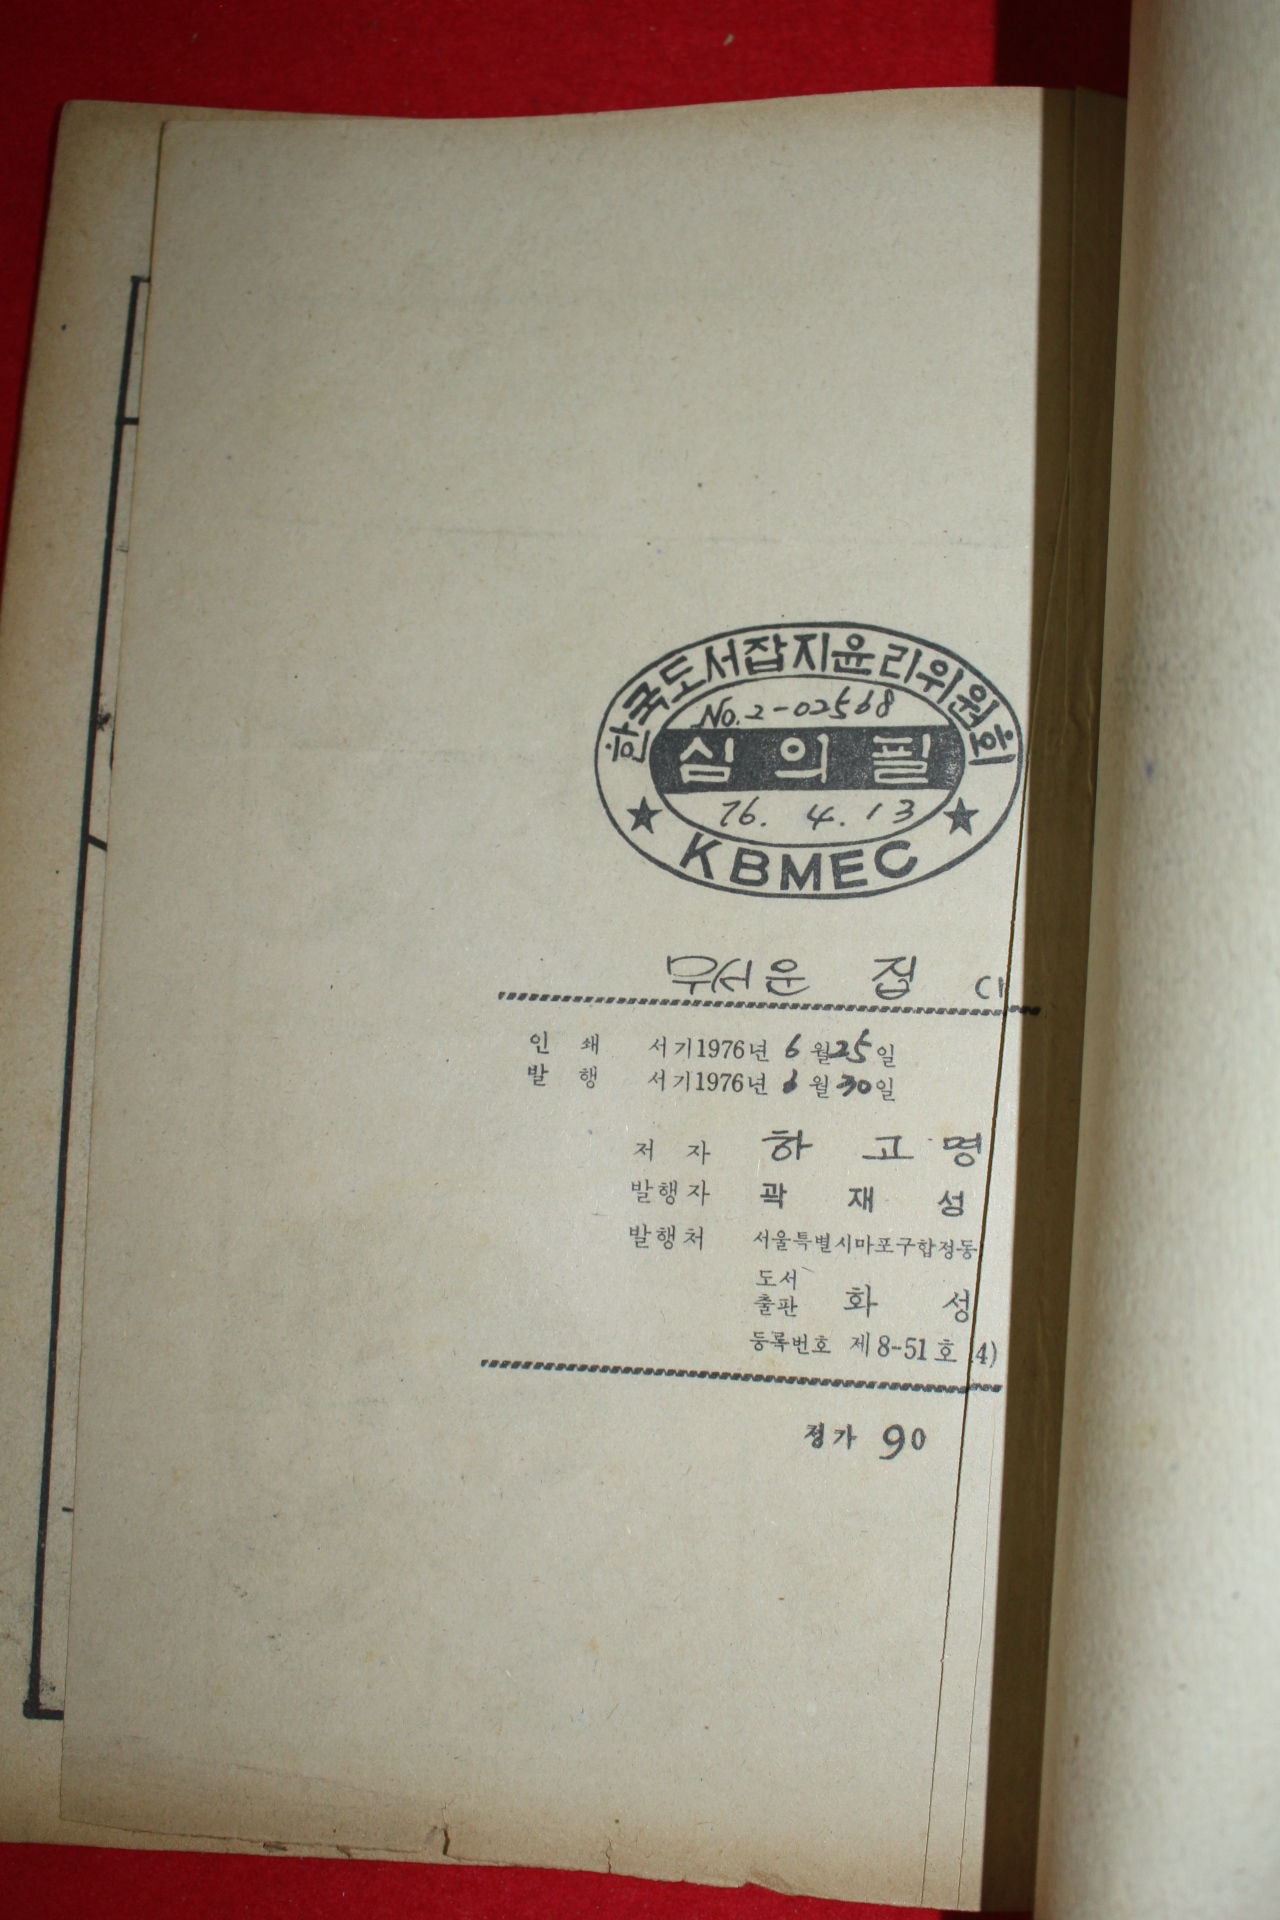 한국도서잡지윤리위원회
No. 2-02568
심의필
76. 4. 13
★ ★
KBMEC
무서운 집
인 쇄 서기1976년 6월25일
발 행 서기1976년 6월30일
저 자 하 고 명
발행자 곽 재 성
발행처 서울특별시마포구합정동
도서
출판 화 성
등록번호 제8-51호 4)
정가 90